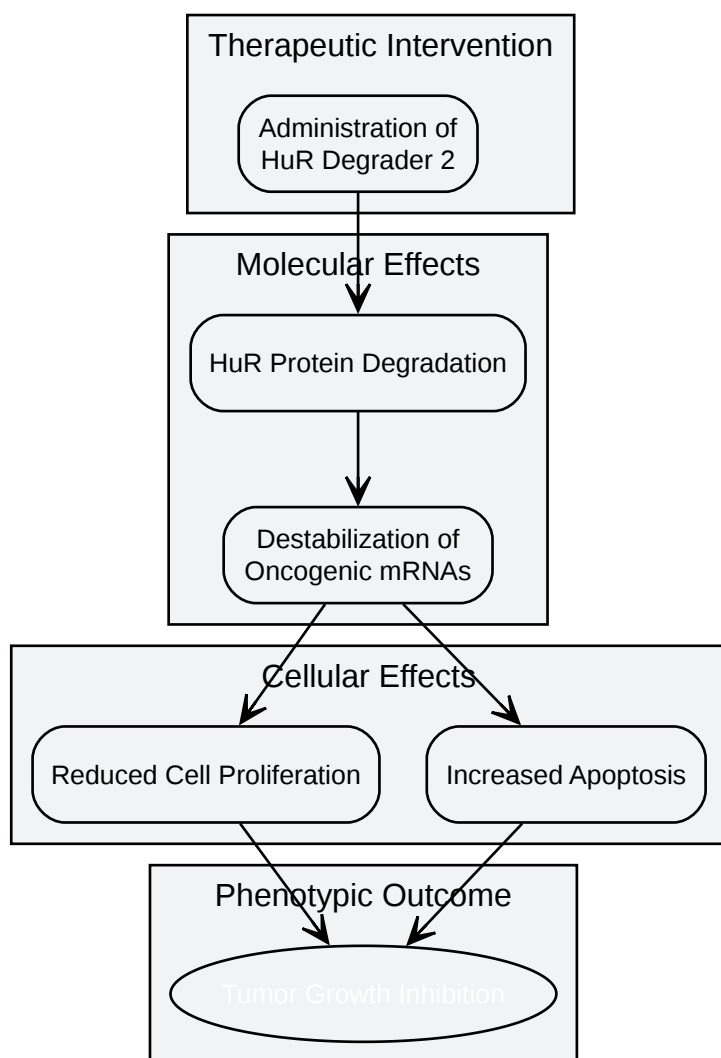 Therapeutic Intervention
Administration of
HuR Degrader 2
Molecular Effects
HuR Protein Degradation
Destabilization of
Oncogenic mRNAs
Cellular Effects
Reduced Cell Proliferation
Increased Apoptosis
Phenotypic Outcome
Tumor Growth Inhibition